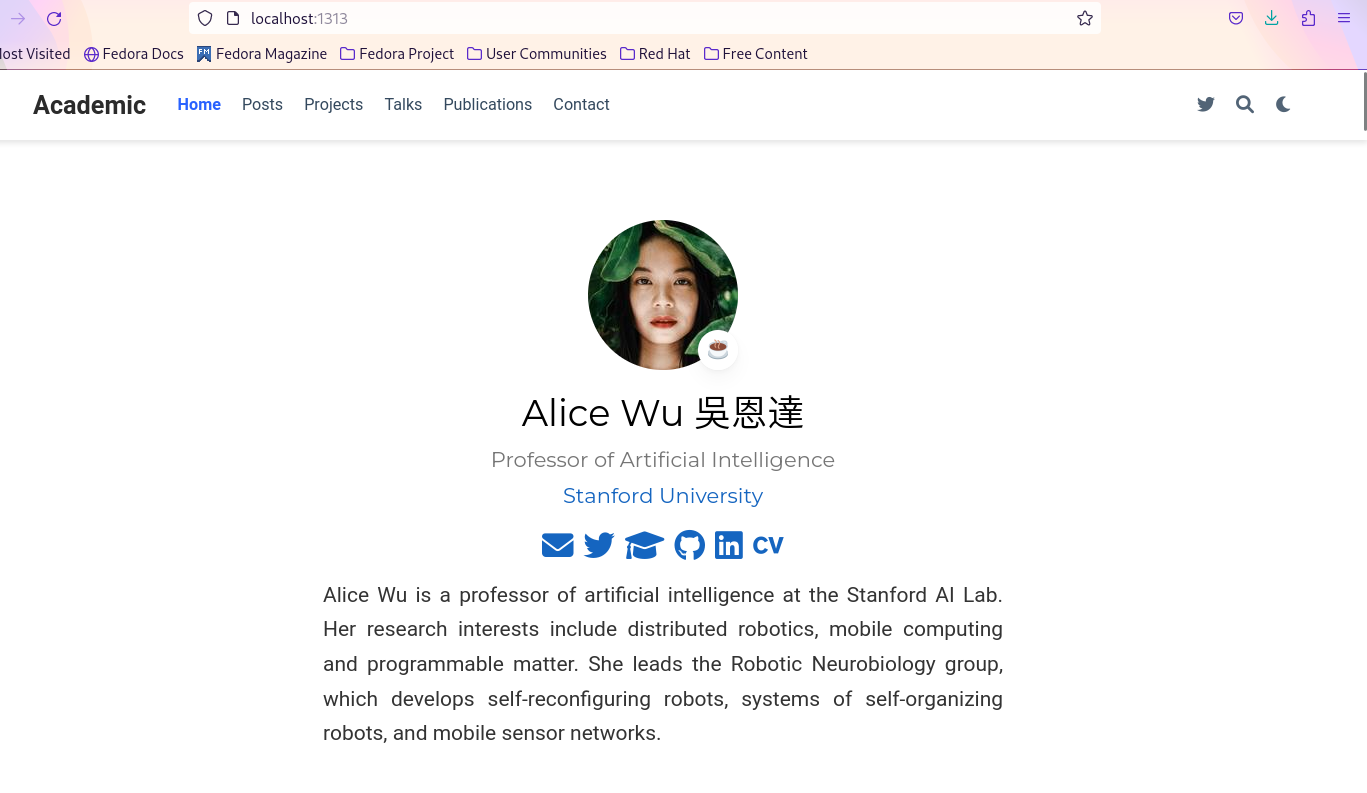 localhost:1313
ost Visited Fedora Docs Fedora Magazine Fedora Project User Communities Red Hat Free Content
Academic Home Posts Projects Talks Publications Contact
Alice Wu 吳恩達
Professor of Artificial Intelligence
Stanford University
CV
Alice Wu is a professor of artificial intelligence at the Stanford AI Lab.
Her research interests include distributed robotics, mobile computing
and programmable matter. She leads the Robotic Neurobiology group,
which develops self-reconfiguring robots, systems of self-organizing
robots, and mobile sensor networks.